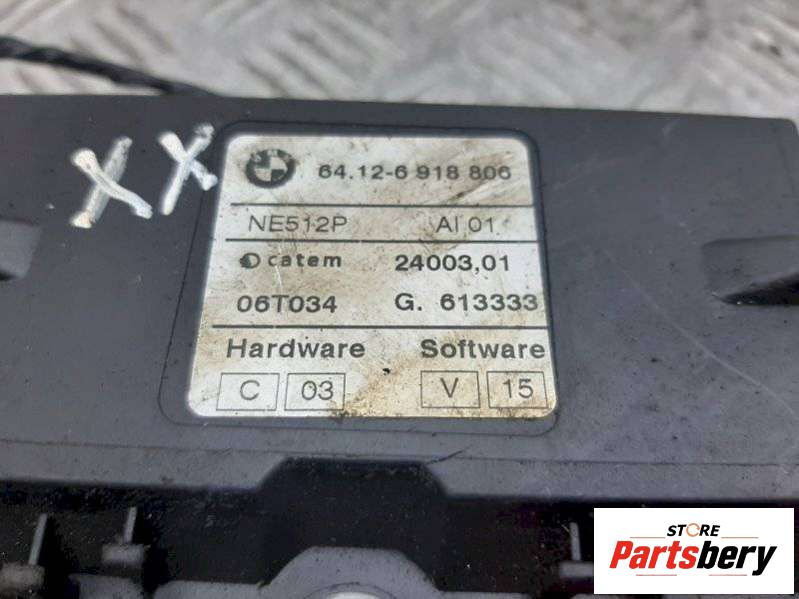 XX
BMW
64.12-6 918 806
NE512P AI 01
catem 24003,01
06T034 G. 613333
Hardware Software
C 03 V 15
STORE
Partsbery